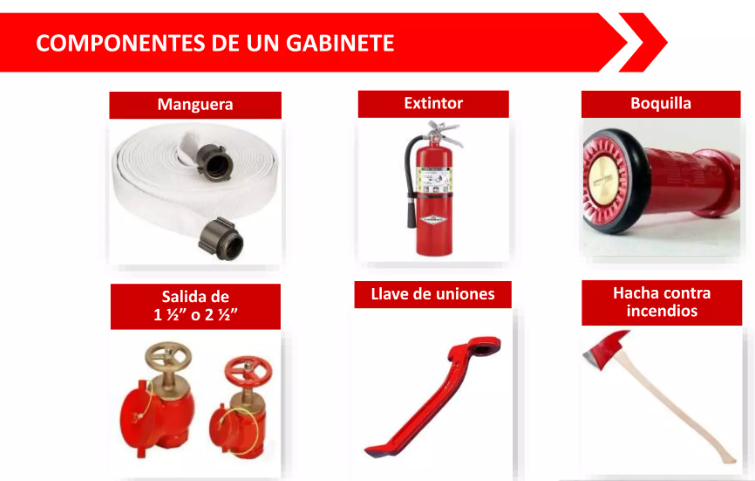 COMPONENTES DE UN GABINETE
Manguera
Extintor
Boquilla
Salida de
1 ½” o 2 ½”
Llave de uniones
Hacha contra
incendios